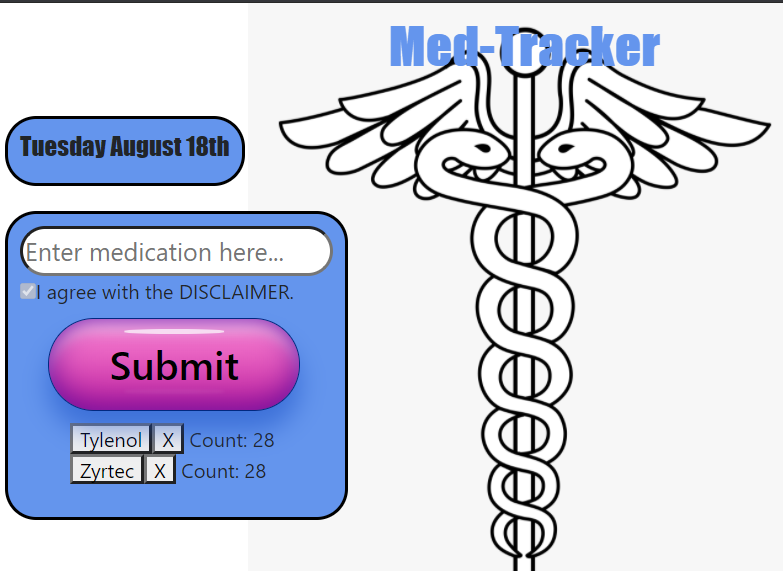 Med-Tracker
Tuesday August 18th
Enter medication here...
I agree with the DISCLAIMER.
Submit
Tylenol X Count: 28
Zyrtec X Count: 28